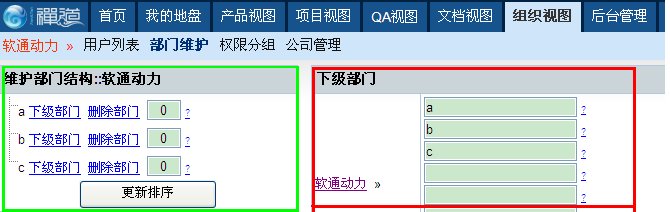 禅道 首页 我的地盘 产品视图 项目视图 QA视图 文档视图 组织视图 后台管理
软通动力 » 用户列表 部门维护 权限分组 公司管理
维护部门结构::软通动力
a 下级部门 删除部门 0 ?
b 下级部门 删除部门 0 ?
c 下级部门 删除部门 0 ?
更新排序
下级部门
a ?
b ?
c ?
?
软通动力 » ?